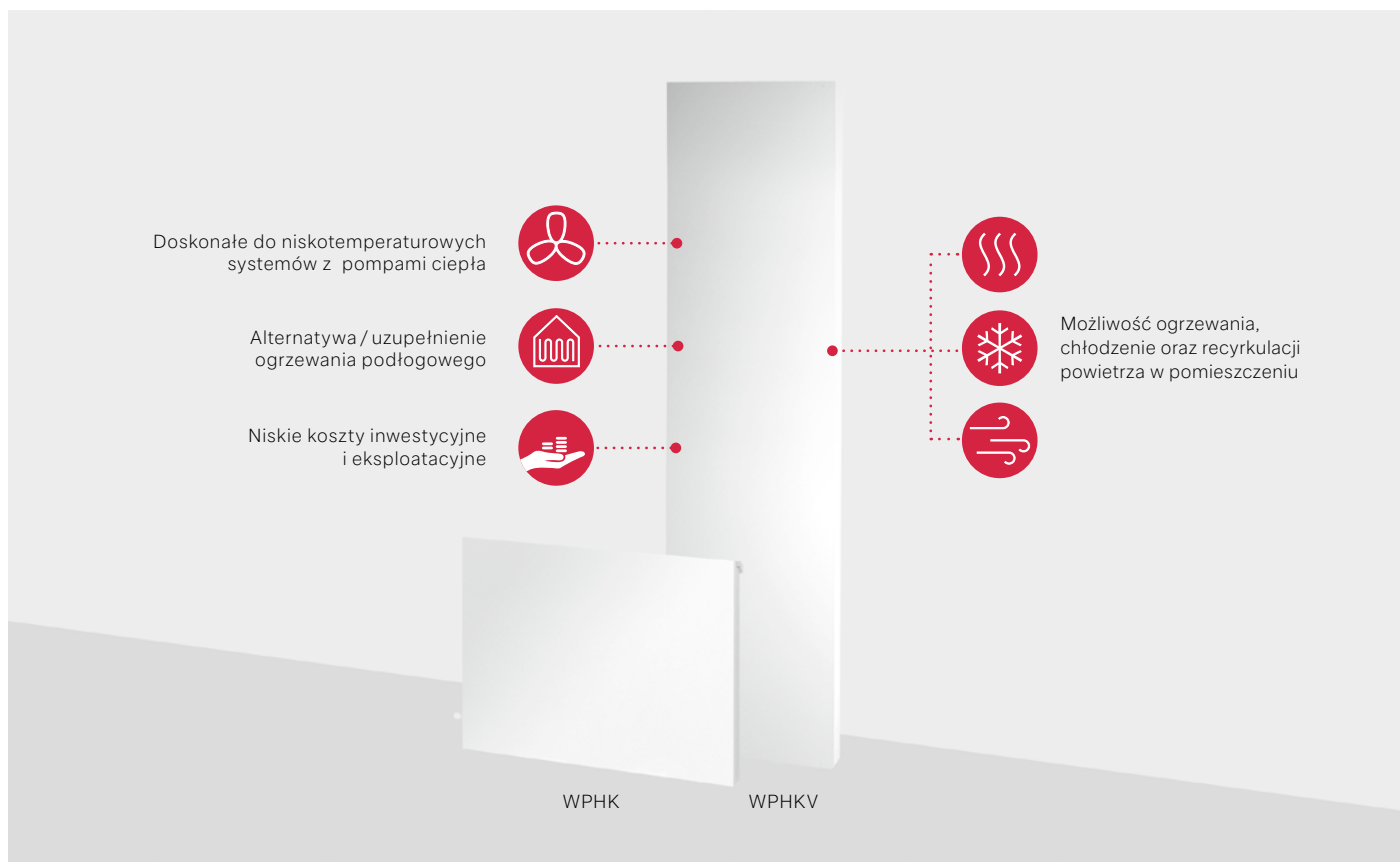 Doskonałe do niskotemperaturowych
systemów z pompami ciepła
Alternatywa / uzupełnienie
ogrzewania podłogowego
Niskie koszty inwestycyjne
i eksploatacyjne
Możliwość ogrzewania,
chłodzenie oraz recyrkulacji
powietrza w pomieszczeniu
WPHK
WPHKV